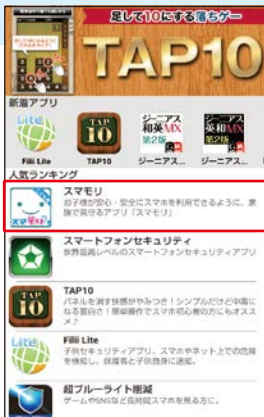 足して10にする落ちゲー
TAP10
新着アプリ
Lite
TAP
10
ジーニアス
和英MX
第2版
ジーニアス
英和MX
第2版
Filii Lite
TAP10
ジーニアス...
ジーニアス...
人気ランキング
スマモリ
お子様が安心・安全にスマホを利用できるように、家
族で見守るアプリ「スマモリ」
スマートフォンセキュリティ
世界最高レベルのスマートフォンセキュリティアプリ
TAP
10
TAP10
パネルを消す快感がやみつき！シンプルだけど中毒に
なる面白さ！簡単操作でスマホ初心者の方にもオスス
メ♪
Lite
Filii Lite
子供セキュリティアプリ。スマホやネット上での危険
を検知し、保護者と子供自身に通知。
超ブルーライト削減
ゲームやSNSなど長時間スマホを見る方に。